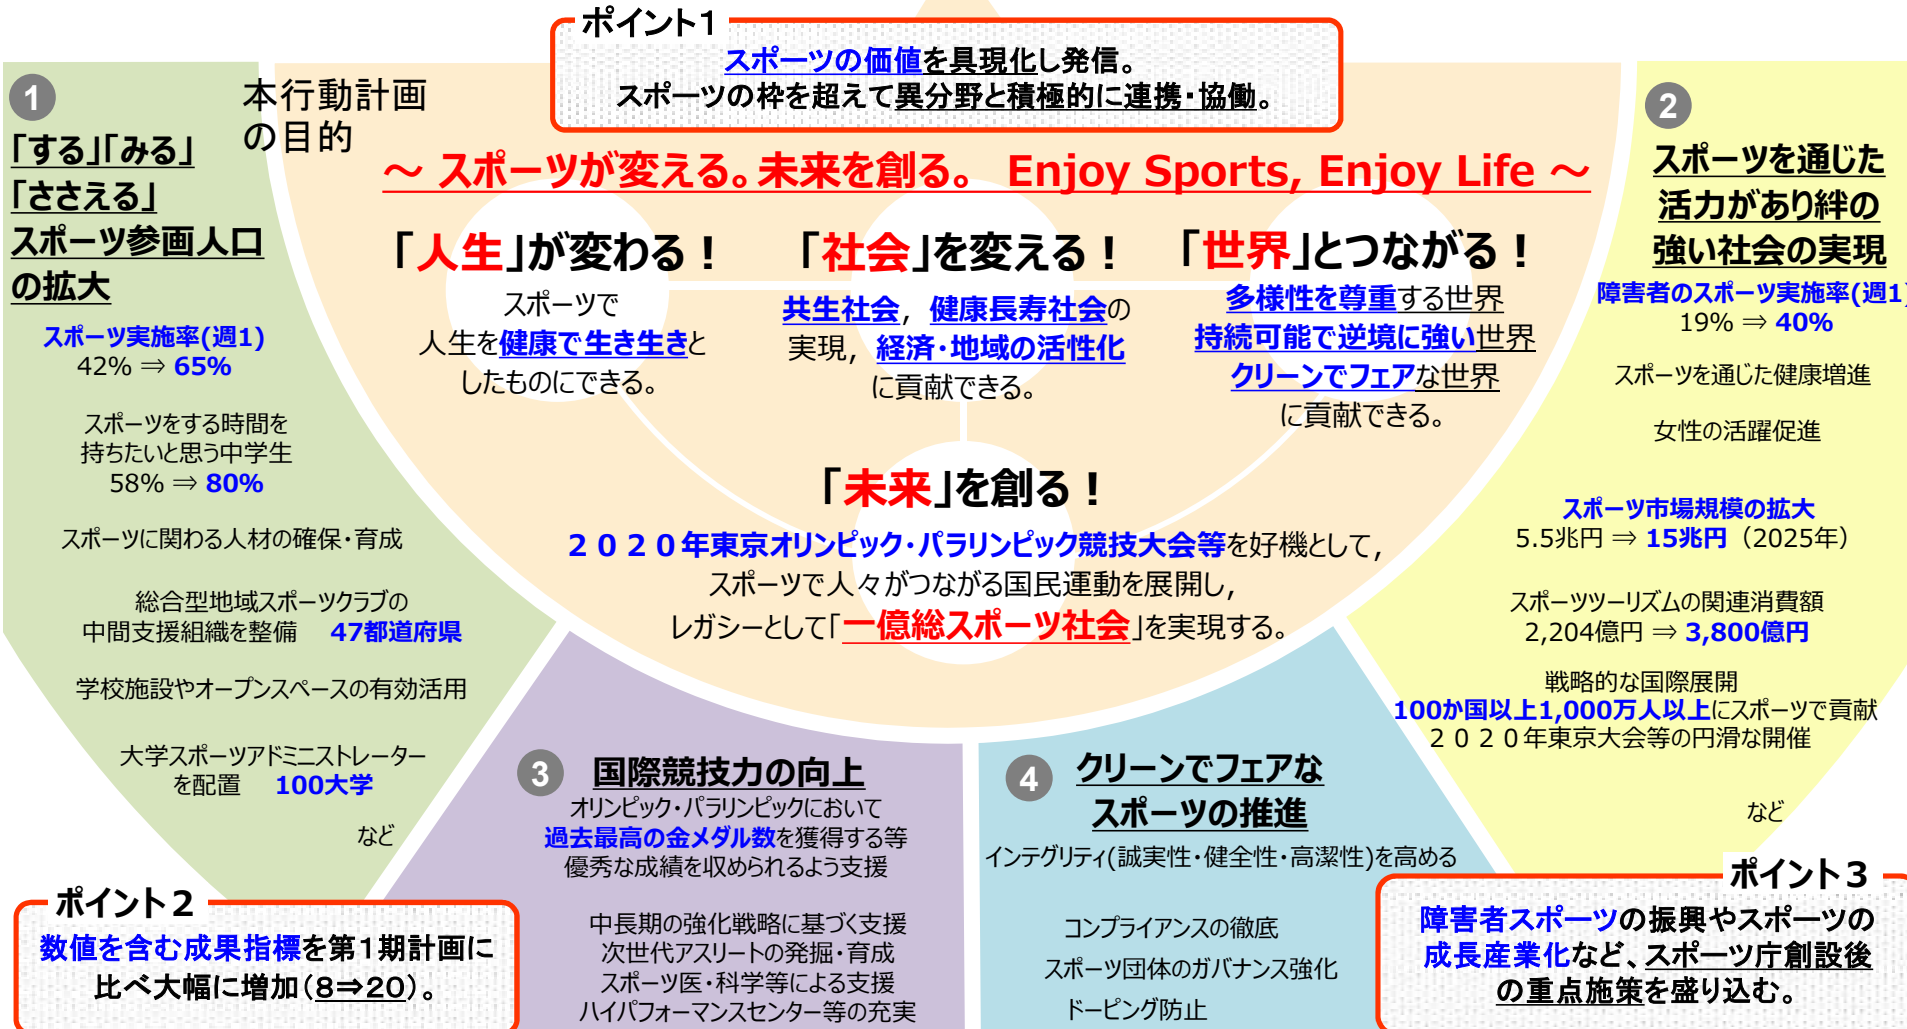 ポイント1
スポーツの価値を具現化し発信。
スポーツの枠を超えて異分野と積極的に連携・協働。
本行動計画
の目的
～ スポーツが変える。未来を創る。 Enjoy Sports, Enjoy Life ～
「人生」が変わる！
スポーツで
人生を健康で生き生きと
したものにできる。
「社会」を変える！
共生社会，健康長寿社会の
実現，経済・地域の活性化
に貢献できる。
「世界」とつながる！
多様性を尊重する世界
持続可能で逆境に強い世界
クリーンでフェアな世界
に貢献できる。
「未来」を創る！
２０２０年東京オリンピック・パラリンピック競技大会等を好機として，
スポーツで人々がつながる国民運動を展開し，
レガシーとして「一億総スポーツ社会」を実現する。
1
「する」「みる」
「ささえる」
スポーツ参画人口
の拡大
スポーツ実施率(週1)
42% ⇒ 65%
スポーツをする時間を
持ちたいと思う中学生
58% ⇒ 80%
スポーツに関わる人材の確保・育成
総合型地域スポーツクラブの
中間支援組織を整備　47都道府県
学校施設やオープンスペースの有効活用
大学スポーツアドミニストレーター
を配置　100大学
など
2
スポーツを通じた
活力があり絆の
強い社会の実現
障害者のスポーツ実施率(週1)
19% ⇒ 40%
スポーツを通じた健康増進
女性の活躍促進
スポーツ市場規模の拡大
5.5兆円 ⇒ 15兆円（2025年）
スポーツツーリズムの関連消費額
2,204億円 ⇒ 3,800億円
戦略的な国際展開
100か国以上1,000万人以上にスポーツで貢献
２０２０年東京大会等の円滑な開催
など
3
国際競技力の向上
オリンピック・パラリンピックにおいて
過去最高の金メダル数を獲得する等
優秀な成績を収められるよう支援
中長期の強化戦略に基づく支援
次世代アスリートの発掘・育成
スポーツ医・科学等による支援
ハイパフォーマンスセンター等の充実
4
クリーンでフェアな
スポーツの推進
インテグリティ(誠実性・健全性・高潔性)を高める
コンプライアンスの徹底
スポーツ団体のガバナンス強化
ドーピング防止
ポイント2
数値を含む成果指標を第１期計画に
比べ大幅に増加（8⇒20）。
ポイント3
障害者スポーツの振興やスポーツの
成長産業化など、スポーツ庁創設後
の重点施策を盛り込む。